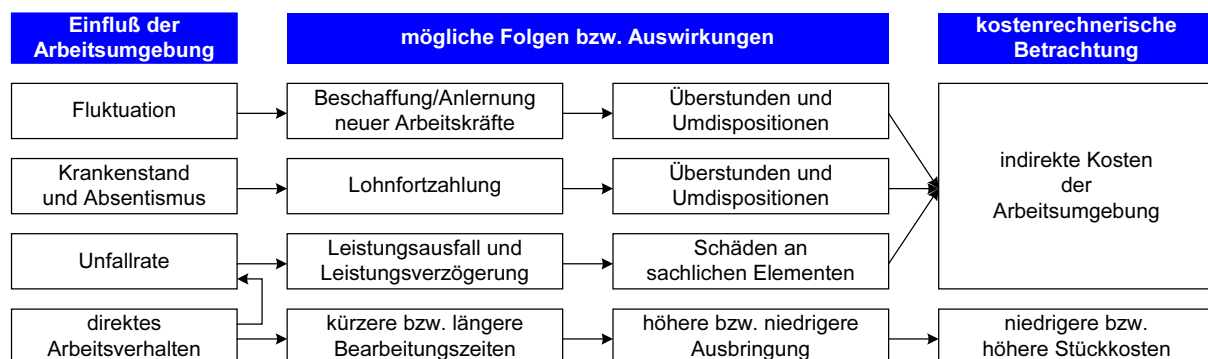 Einfluß der
Arbeitsumgebung
mögliche Folgen bzw. Auswirkungen
kostenrechnerische
Betrachtung
Fluktuation
Beschaffung/Anlernung
neuer Arbeitskräfte
Überstunden und
Umdispositionen
Krankenstand
und Absentismus
Lohnfortzahlung
Überstunden und
Umdispositionen
indirekte Kosten
der
Arbeitsumgebung
Unfallrate
Leistungsausfall und
Leistungsverzögerung
Schäden an
sachlichen Elementen
direktes
Arbeitsverhalten
kürzere bzw. längere
Bearbeitungszeiten
höhere bzw. niedrigere
Ausbringung
niedrigere bzw.
höhere Stückkosten